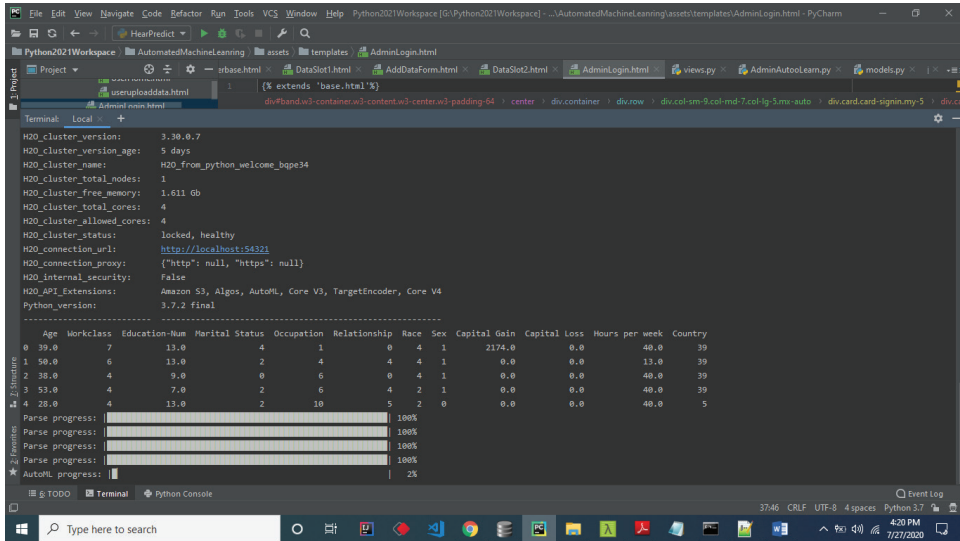 File Edit View Navigate Code Refactor Run Tools VCS Window Help Python2021Workspace [G:\Python2021Workspace] - ...\AutomatedMachineLeanring\assets\templates\AdminLogin.html - PyCharm
HearPredict
Python2021Workspace AutomatedMachineLeanring assets templates AdminLogin.html
Project erbase.html DataSlot1.html AddDataForm.html DataSlot2.html AdminLogin.html views.py AdminAutooLearn.py models.py
1: Project
useruploaddata.html 1 {% extends 'base.html'%}
AdminLogin.html div#band.w3-container.w3-content.w3-center.w3-padding-64 center div.container div.row div.col-sm-9.col-md-7.col-lg-5.mx-auto div.card.card-signin.my-5
Terminal: Local +
H2O_cluster_version: 3.30.0.7
H2O_cluster_version_age: 5 days
H2O_cluster_name: H2O_from_python_welcome_bqpe34
H2O_cluster_total_nodes: 1
H2O_cluster_free_memory: 1.611 Gb
H2O_cluster_total_cores: 4
H2O_cluster_allowed_cores: 4
H2O_cluster_status: locked, healthy
H2O_connection_url: http://localhost:54321
H2O_connection_proxy: {"http": null, "https": null}
H2O_internal_security: False
H2O_API_Extensions: Amazon S3, Algos, AutoML, Core V3, TargetEncoder, Core V4
Python_version: 3.7.2 final
Age Workclass Education-Num Marital Status Occupation Relationship Race Sex Capital Gain Capital Loss Hours per week Country
0 39.0 7 13.0 4 1 0 4 1 2174.0 0.0 40.0 39
1 50.0 6 13.0 2 4 4 4 1 0.0 0.0 13.0 39
2 38.0 4 9.0 0 6 0 4 1 0.0 0.0 40.0 39
3 53.0 4 7.0 2 6 4 2 1 0.0 0.0 40.0 39
4 28.0 4 13.0 2 10 5 2 0 0.0 0.0 40.0 5
Parse progress: 100%
Parse progress: 100%
Parse progress: 100%
Parse progress: 100%
AutoML progress: 2%
7: Structure
2: Favorites
6: TODO Terminal Python Console Event Log
37:46 CRLF UTF-8 4 spaces Python 3.7
Type here to search
4:20 PM
7/27/2020